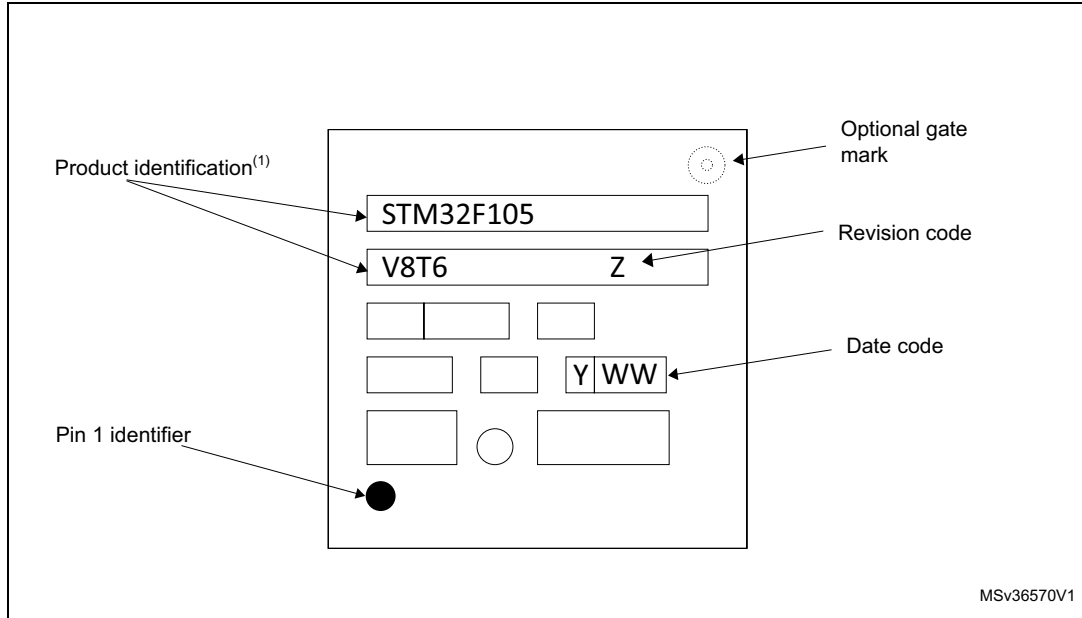 Optional gate
mark
Product identification(1)
STM32F105
Revision code
V8T6 Z
Date code
Y WW
Pin 1 identifier
MSv36570V1